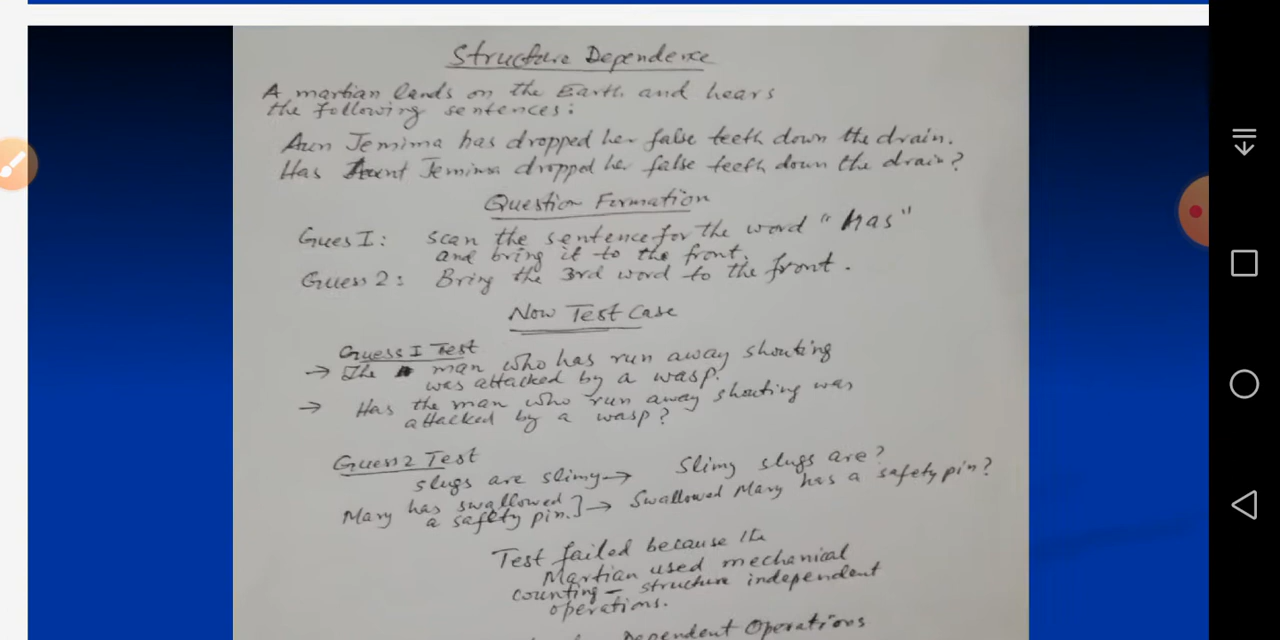 Structure Dependence
A martian lands on the Earth and hears
the following sentences:
Aun Jemima has dropped her false teeth down the drain.
Has Aunt Jemima dropped her false teeth down the drain?
Question Formation
Gues I: Scan the sentence for the word "has"
and bring it to the front.
Guess 2: Bring the 3rd word to the front.
Now Test Case
Guess I Test
→ The man who has run away shouting
was attacked by a wasp.
→ Has the man who run away shouting was
attacked by a wasp?
Guess 2 Test
slugs are slimy → Slimy slugs are?
Mary has swallowed
a safety pin.] → Swallowed Mary has a safety pin?
Test failed because the
Martian used mechanical
counting – structure independent
operations.
Dependent Operations